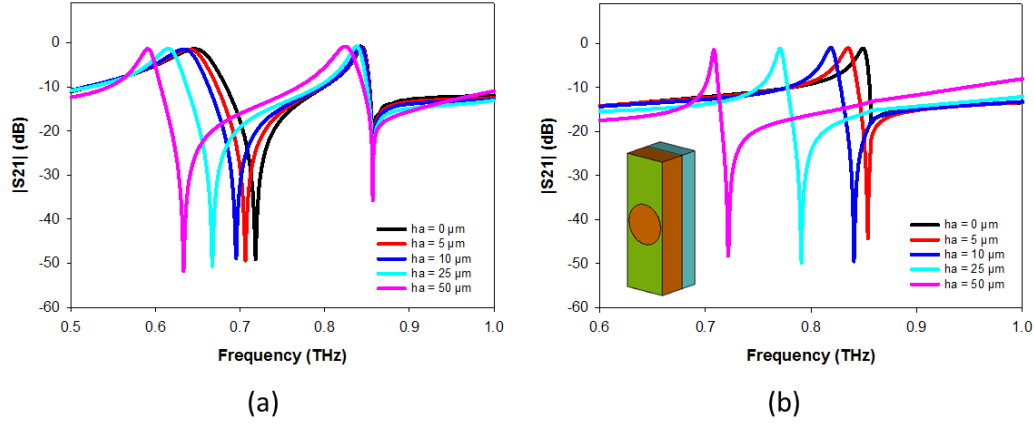 0
-10
-20
-30
-40
-50
-60
|S21| (dB)
ha = 0 µm
ha = 5 µm
ha = 10 µm
ha = 25 µm
ha = 50 µm
0.5 0.6 0.7 0.8 0.9 1.0
Frequency (THz)
(a)
0
-10
-20
-30
-40
-50
-60
|S21| (dB)
ha = 0 µm
ha = 5 µm
ha = 10 µm
ha = 25 µm
ha = 50 µm
0.6 0.7 0.8 0.9 1.0
Frequency (THz)
(b)